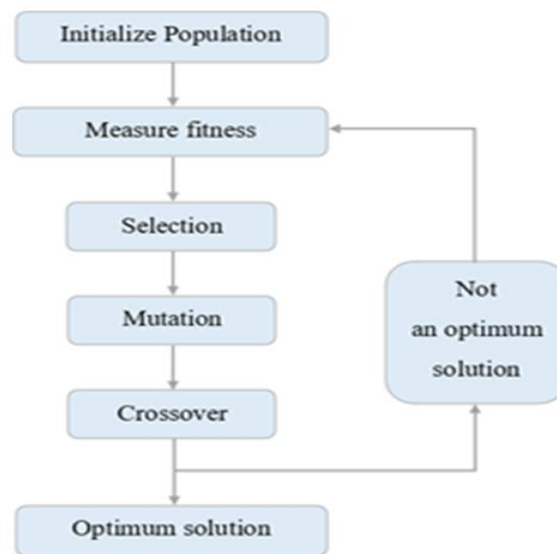 Initialize Population
Measure fitness
Selection
Mutation
Crossover
Optimum solution
Not
an optimum
solution